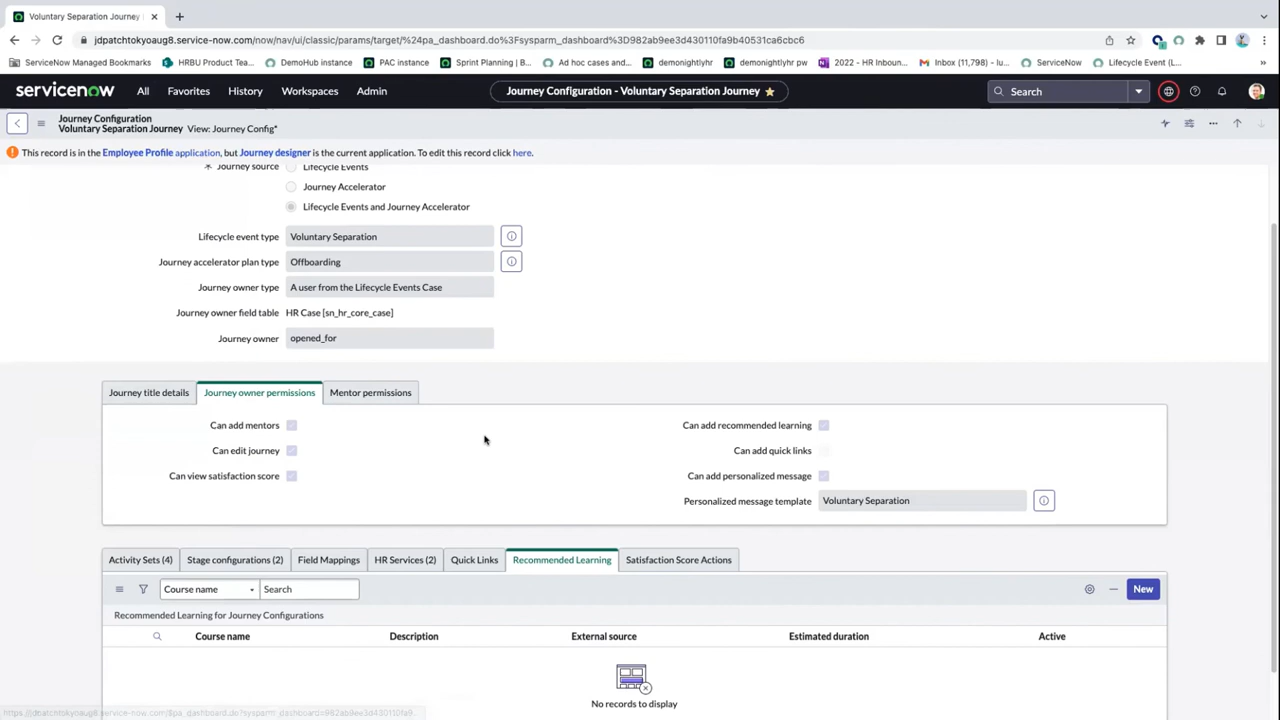 Voluntary Separation Journey
jdpatchtokyoaug8.service-now.com/now/nav/ui/classic/params/target/%24pa_dashboard.do%3Fsysparm_dashboard%3D982ab9ee3d430110fa9b40531ca6cbc6
ServiceNow Managed Bookmarks HRBU Product Tea... DemoHub instance PAC instance Sprint Planning | B... Ad hoc cases and... demonightlyhr demonightlyhr pw 2022 - HR Inboun... Inbox (11,798) - lu... ServiceNow Lifecycle Event (L... »
servicenow All Favorites History Workspaces Admin Journey Configuration - Voluntary Separation Journey ★ Search
Journey Configuration
Voluntary Separation Journey View: Journey Config*
This record is in the Employee Profile application, but Journey designer is the current application. To edit this record click here.
* Journey source Lifecycle Events
Journey Accelerator
Lifecycle Events and Journey Accelerator
Lifecycle event type Voluntary Separation
Journey accelerator plan type Offboarding
Journey owner type A user from the Lifecycle Events Case
Journey owner field table HR Case [sn_hr_core_case]
Journey owner opened_for
Journey title details Journey owner permissions Mentor permissions
Can add mentors Can add recommended learning
Can edit journey Can add quick links
Can view satisfaction score Can add personalized message
Personalized message template Voluntary Separation
Activity Sets (4) Stage configurations (2) Field Mappings HR Services (2) Quick Links Recommended Learning Satisfaction Score Actions
Course name Search New
Recommended Learning for Journey Configurations
Course name Description External source Estimated duration Active
No records to display
https://jdpatchtokyoaug8.service-now.com/$pa_dashboard.do?sysparm_dashboard=982ab9ee3d430110fa9...